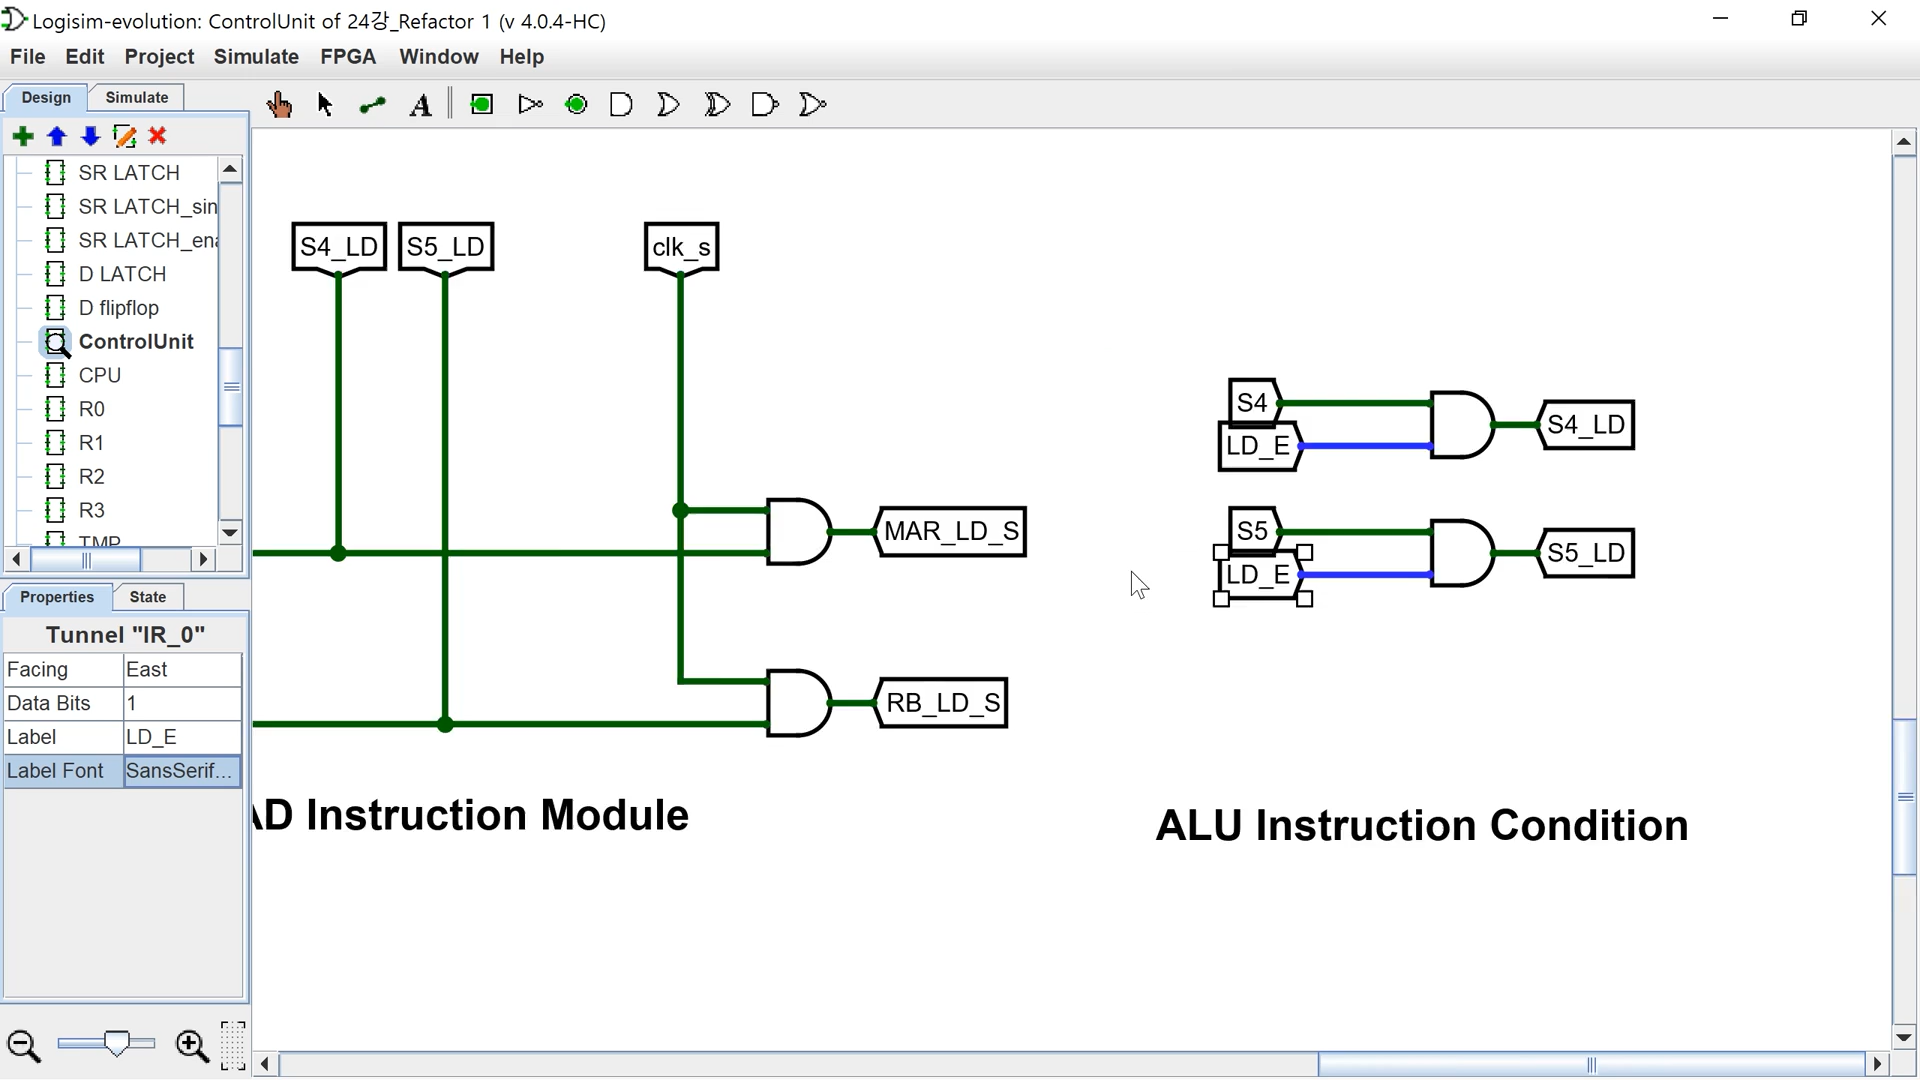 Logisim-evolution: ControlUnit of 24강_Refactor 1 (v 4.0.4-HC)
File Edit Project Simulate FPGA Window Help
Design Simulate
SR LATCH
SR LATCH_sin
SR LATCH_ena
D LATCH
D flipflop
ControlUnit
CPU
R0
R1
R2
R3
TMP
Properties State
Tunnel "IR_0"
Facing East
Data Bits 1
Label LD_E
Label Font SansSerif...
S4_LD S5_LD clk_s
MAR_LD_S
RB_LD_S
AD Instruction Module
S4
LD_E
S4_LD
S5
LD_E
S5_LD
ALU Instruction Condition